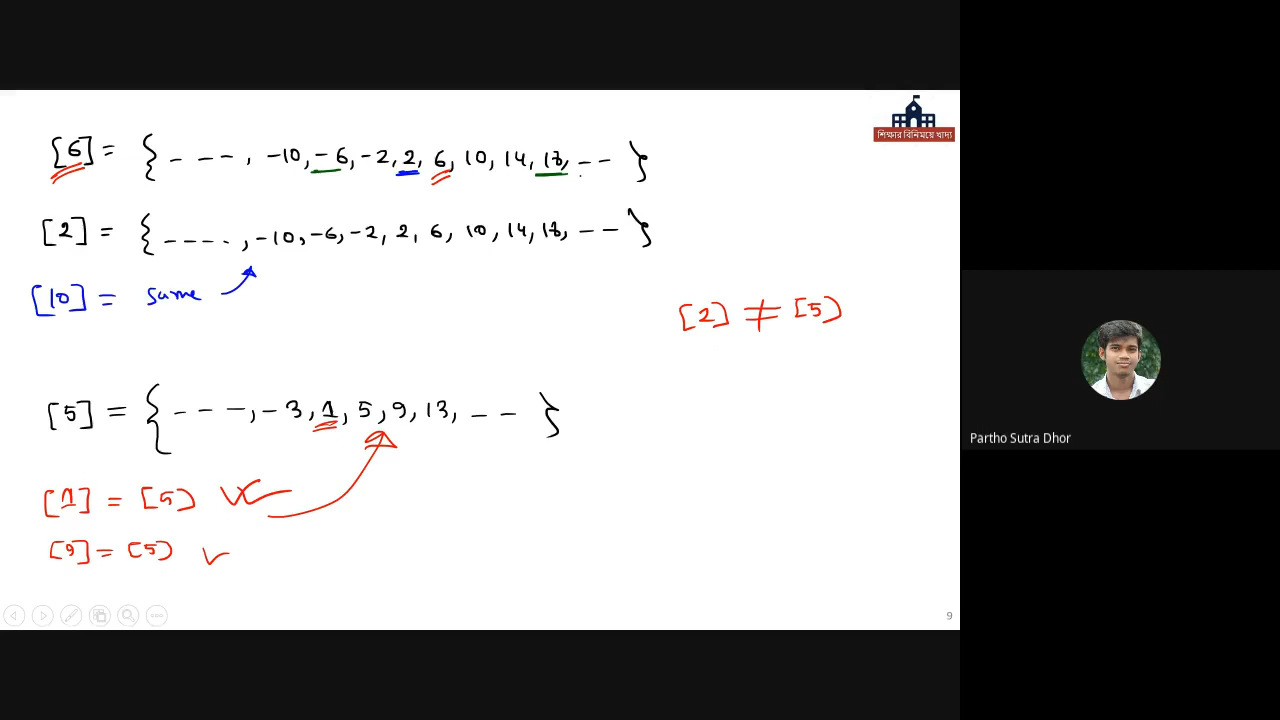 শিক্ষার বিনিময়ে খাদ্য
[6] = { - - - -, -10, -6, -2, 2, 6, 10, 14, 18, - - }
[2] = { - - - -, -10, -6, -2, 2, 6, 10, 14, 18, - - }
[10] = same
[2] ≠ [5]
[5] = { - - -, -3, 1, 5, 9, 13, - - }
[1] = [5] ✓
[9] = [5] ✓
Partho Sutra Dhor
9